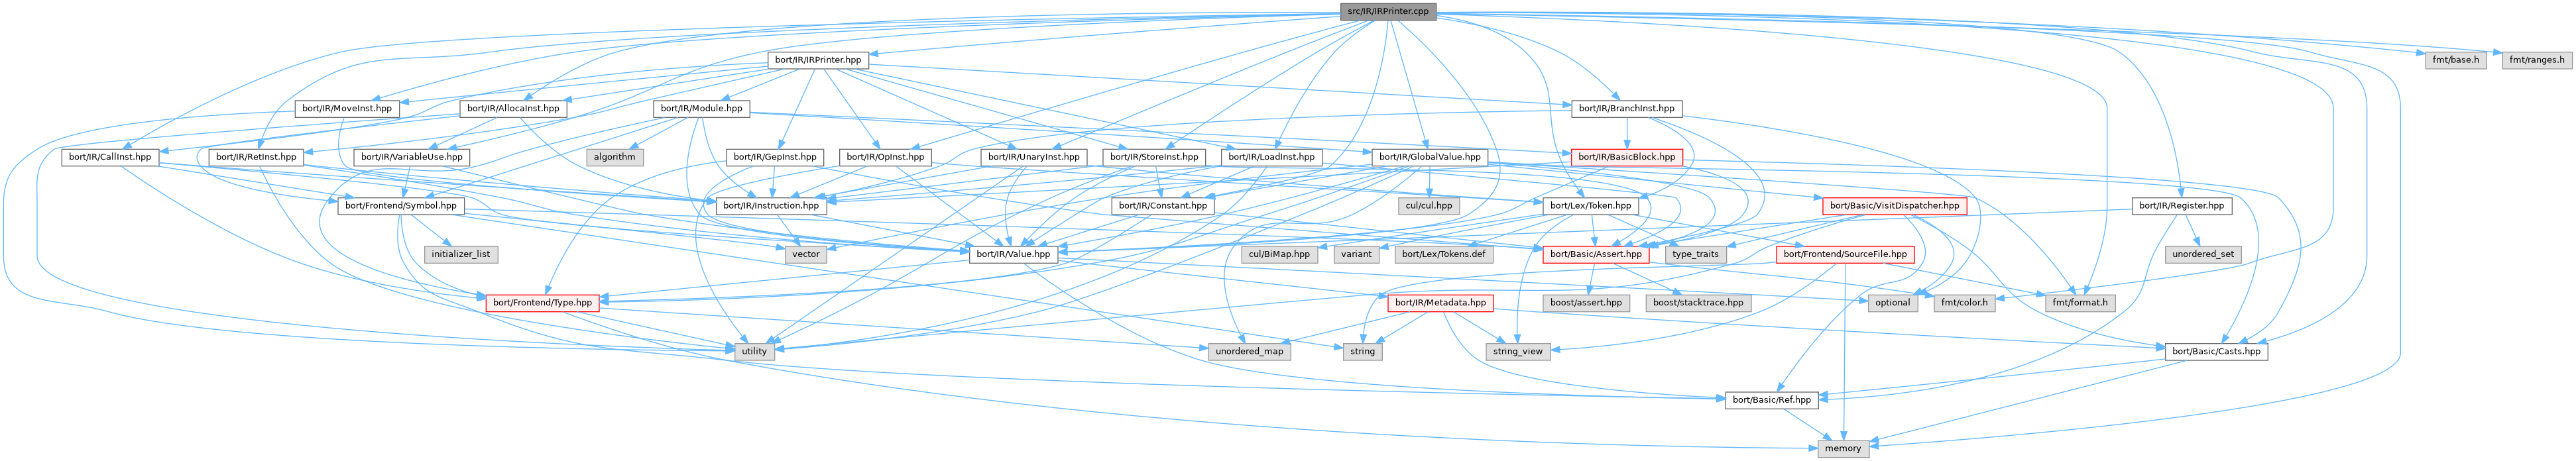 src/IR/IRPrinter.cpp
bort/IR/IRPrinter.hpp
fmt/base.h
fmt/ranges.h
bort/IR/MoveInst.hpp
bort/IR/AllocaInst.hpp
bort/IR/Module.hpp
bort/IR/BranchInst.hpp
bort/IR/CallInst.hpp
bort/IR/RetInst.hpp
bort/IR/VariableUse.hpp
algorithm
bort/IR/GepInst.hpp
bort/IR/OpInst.hpp
bort/IR/UnaryInst.hpp
bort/IR/StoreInst.hpp
bort/IR/LoadInst.hpp
bort/IR/GlobalValue.hpp
bort/IR/BasicBlock.hpp
bort/Frontend/Symbol.hpp
bort/IR/Instruction.hpp
bort/IR/Constant.hpp
cul/cul.hpp
bort/Lex/Token.hpp
bort/Basic/VisitDispatcher.hpp
bort/IR/Register.hpp
initializer_list
vector
bort/IR/Value.hpp
cul/BiMap.hpp
variant
bort/Lex/Tokens.def
bort/Basic/Assert.hpp
type_traits
bort/Frontend/SourceFile.hpp
unordered_set
bort/Frontend/Type.hpp
bort/IR/Metadata.hpp
boost/assert.hpp
boost/stacktrace.hpp
optional
fmt/color.h
fmt/format.h
utility
unordered_map
string
string_view
bort/Basic/Casts.hpp
bort/Basic/Ref.hpp
memory